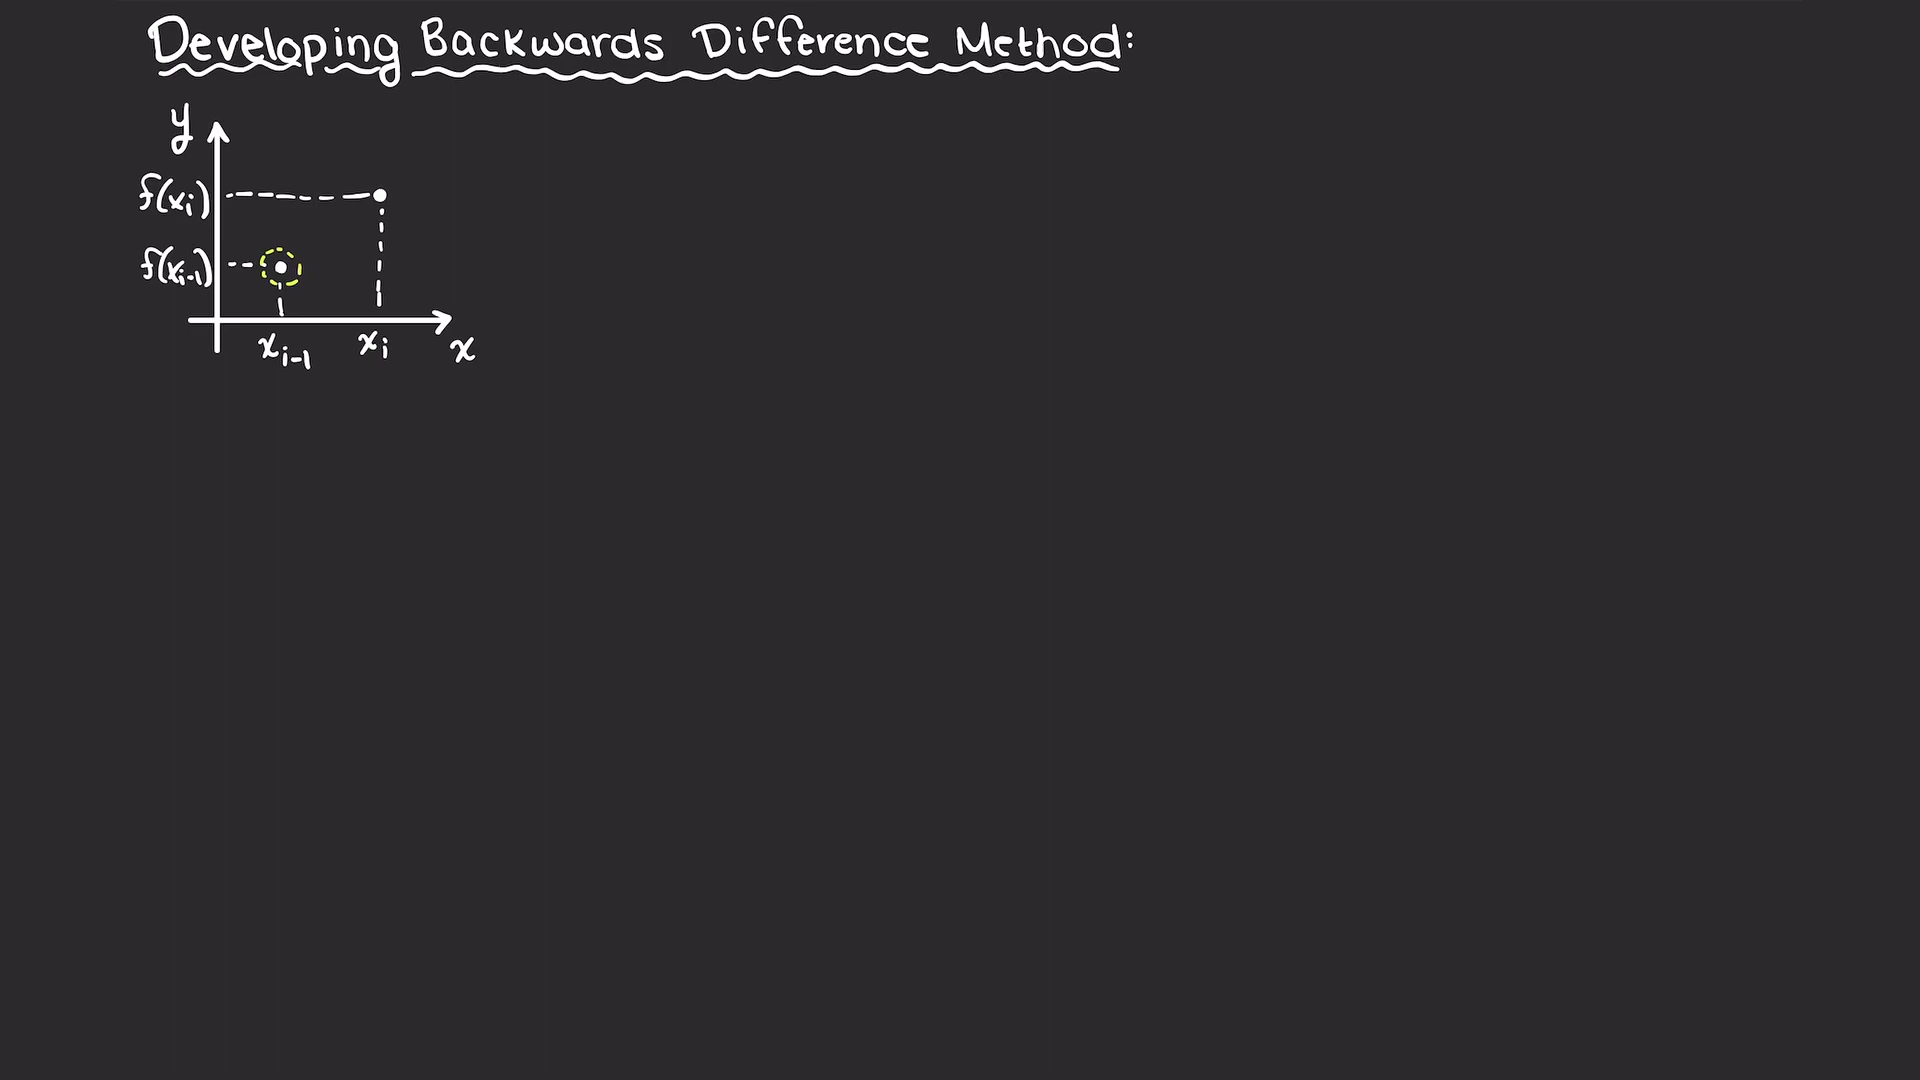 Developing Backwards Difference Method:
y
f(xᵢ)
f(xᵢ₋₁)
xᵢ₋₁
xᵢ
x